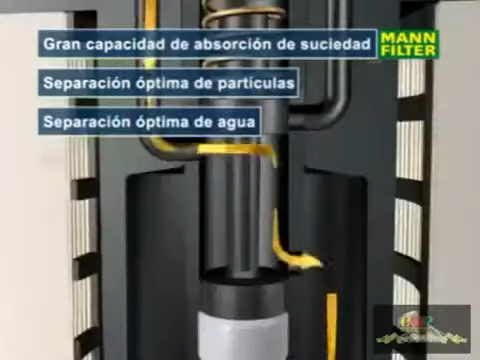 Gran capacidad de absorción de suciedad
MANN
FILTER
Separación óptima de partículas
Separación óptima de agua